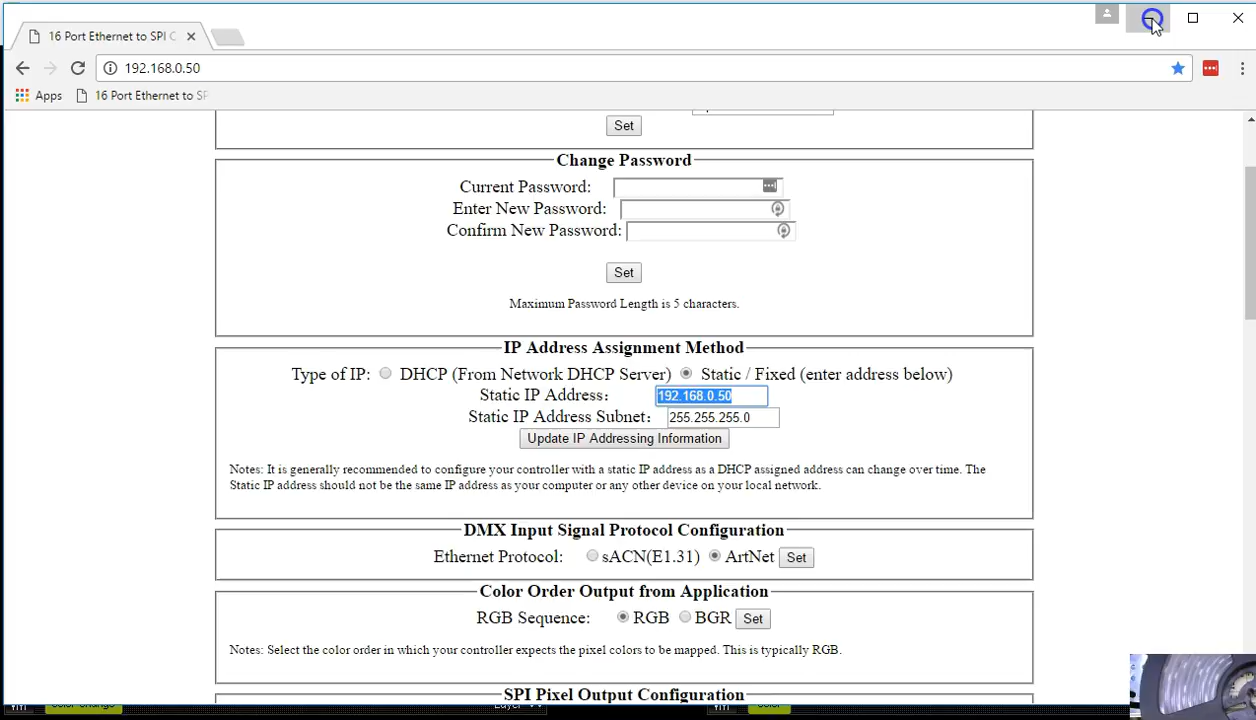 16 Port Ethernet to SPI C
192.168.0.50
Apps 16 Port Ethernet to SP
Set
Change Password
Current Password:
Enter New Password:
Confirm New Password:
Set
Maximum Password Length is 5 characters.
IP Address Assignment Method
Type of IP: DHCP (From Network DHCP Server) Static / Fixed (enter address below)
Static IP Address: 192.168.0.50
Static IP Address Subnet: 255.255.255.0
Update IP Addressing Information
Notes: It is generally recommended to configure your controller with a static IP address as a DHCP assigned address can change over time. The
Static IP address should not be the same IP address as your computer or any other device on your local network.
DMX Input Signal Protocol Configuration
Ethernet Protocol: sACN(E1.31) ArtNet Set
Color Order Output from Application
RGB Sequence: RGB BGR Set
Notes: Select the color order in which your controller expects the pixel colors to be mapped. This is typically RGB.
SPI Pixel Output Configuration